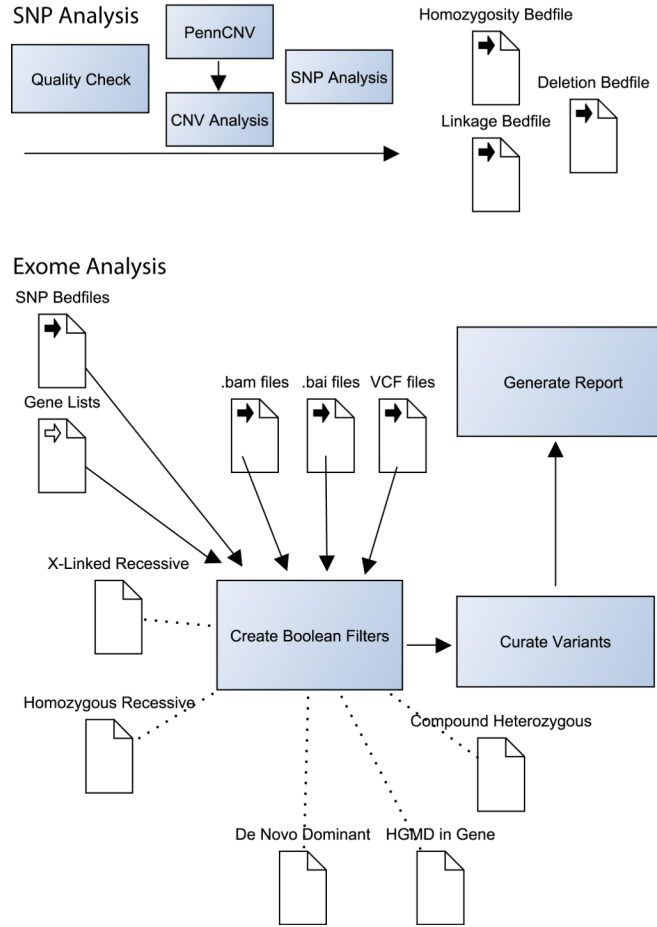 SNP Analysis
PennCNV
Quality Check
SNP Analysis
CNV Analysis
Homozygosity Bedfile
Deletion Bedfile
Linkage Bedfile
Exome Analysis
SNP Bedfiles
Gene Lists
.bam files
.bai files
VCF files
Generate Report
X-Linked Recessive
Create Boolean Filters
Curate Variants
Homozygous Recessive
Compound Heterozygous
De Novo Dominant
HGMD in Gene